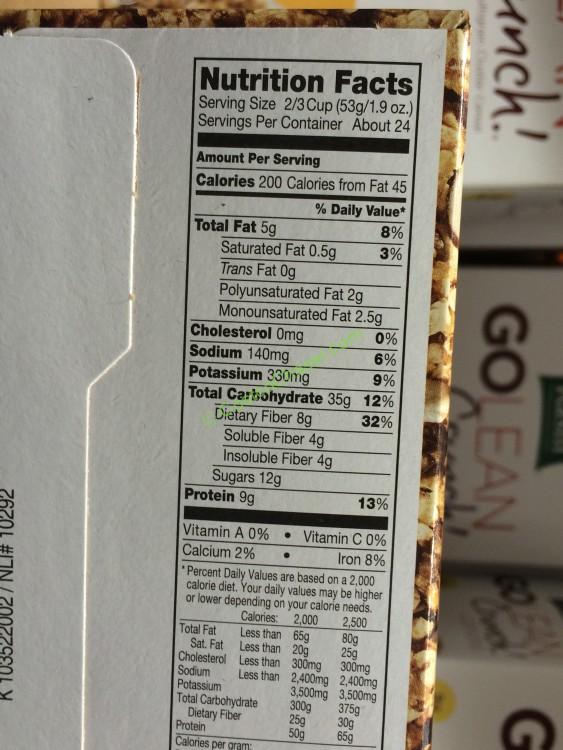 Nutrition Facts
Serving Size 2/3 Cup (53g/1.9 oz.)
Servings Per Container About 24
Amount Per Serving
Calories 200 Calories from Fat 45
% Daily Value*
Total Fat 5g 8%
Saturated Fat 0.5g 3%
Trans Fat 0g
Polyunsaturated Fat 2g
Monounsaturated Fat 2.5g
Cholesterol 0mg 0%
Sodium 140mg 6%
Potassium 330mg 9%
Total Carbohydrate 35g 12%
Dietary Fiber 8g 32%
Soluble Fiber 4g
Insoluble Fiber 4g
Sugars 12g
Protein 9g 13%
Vitamin A 0% • Vitamin C 0%
Calcium 2% • Iron 8%
*Percent Daily Values are based on a 2,000
calorie diet. Your daily values may be higher
or lower depending on your calorie needs.
Calories: 2,000 2,500
Total Fat Less than 65g 80g
Sat. Fat Less than 20g 25g
Cholesterol Less than 300mg 300mg
Sodium Less than 2,400mg 2,400mg
Potassium 3,500mg 3,500mg
Total Carbohydrate 300g 375g
Dietary Fiber 25g 30g
Protein 50g 65g
Calories per gram:
K 103522002 / NLI# 10292
unch!
GOLEAN
Crunch!
GOLEAN
G